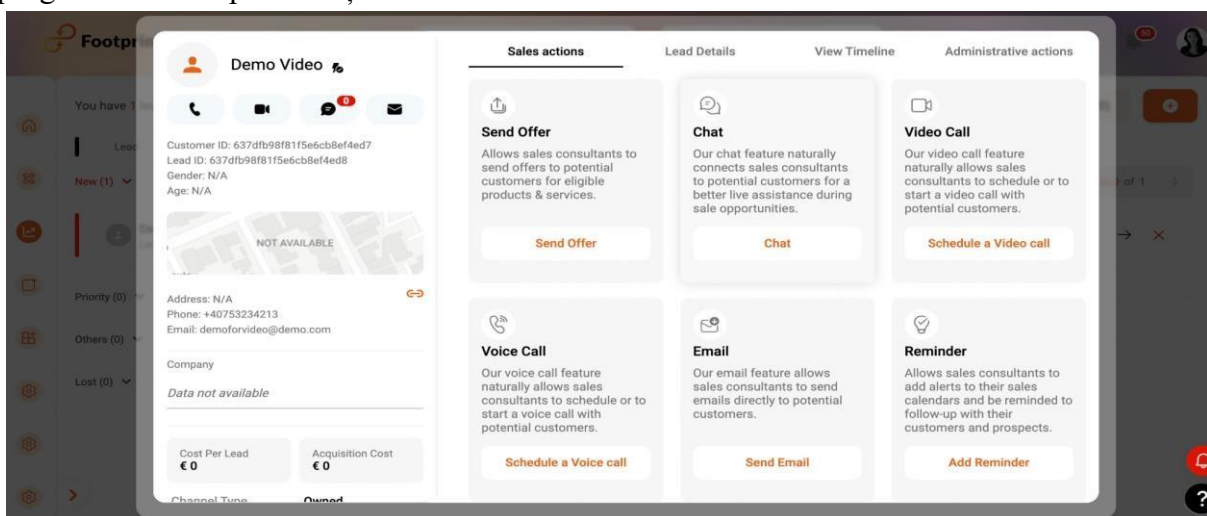 Footpr
50
You have 1
Lead
New (1)
Priority (0)
Others (0)
Lost (0)
of 1
Demo Video
0
Customer ID: 637dfb98f81f5e6cb8ef4ed7
Lead ID: 637dfb98f81f5e6cb8ef4ed8
Gender: N/A
Age: N/A
NOT AVAILABLE
Address: N/A
Phone: +40753234213
Email: demoforvideo@demo.com
Company
Data not available
Cost Per Lead
€ 0
Acquisition Cost
€ 0
Channel Type
Owned
Sales actions
Lead Details
View Timeline
Administrative actions
Send Offer
Allows sales consultants to
send offers to potential
customers for eligible
products & services.
Send Offer
Chat
Our chat feature naturally
connects sales consultants
to potential customers for a
better live assistance during
sale opportunities.
Chat
Video Call
Our video call feature
naturally allows sales
consultants to schedule or to
start a video call with
potential customers.
Schedule a Video call
Voice Call
Our voice call feature
naturally allows sales
consultants to schedule or to
start a voice call with
potential customers.
Schedule a Voice call
Email
Our email feature allows
sales consultants to send
emails directly to potential
customers.
Send Email
Reminder
Allows sales consultants to
add alerts to their sales
calendars and be reminded to
follow-up with their
customers and prospects.
Add Reminder
?